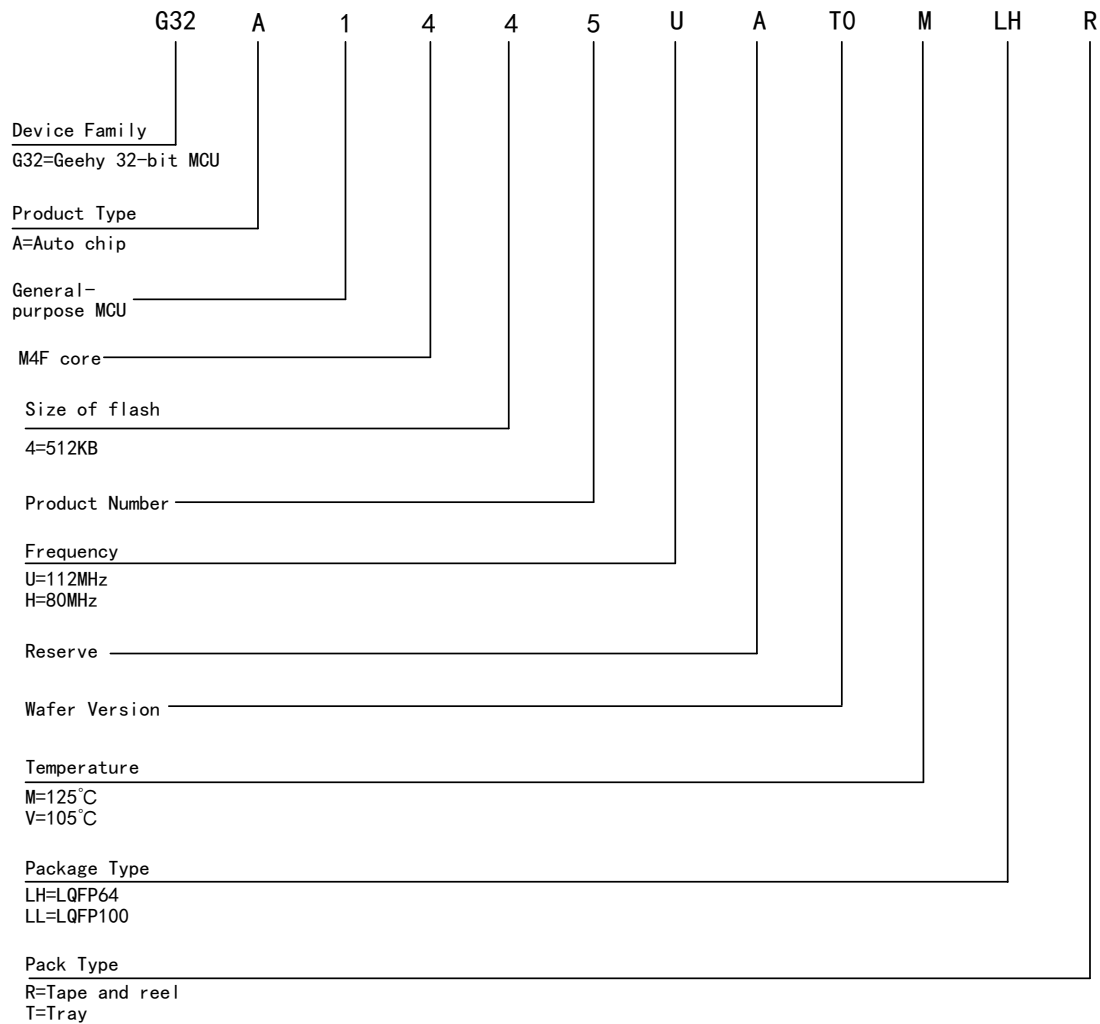 G32 A 1 4 4 5 U A T0 M LH R
Device Family
G32=Geehy 32-bit MCU
Product Type
A=Auto chip
General-
purpose MCU
M4F core
Size of flash
4=512KB
Product Number
Frequency
U=112MHz
H=80MHz
Reserve
Wafer Version
Temperature
M=125℃
V=105℃
Package Type
LH=LQFP64
LL=LQFP100
Pack Type
R=Tape and reel
T=Tray